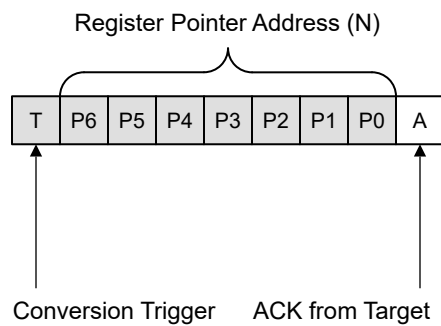 Register Pointer Address (N)
T P6 P5 P4 P3 P2 P1 P0 A
Conversion Trigger ACK from Target